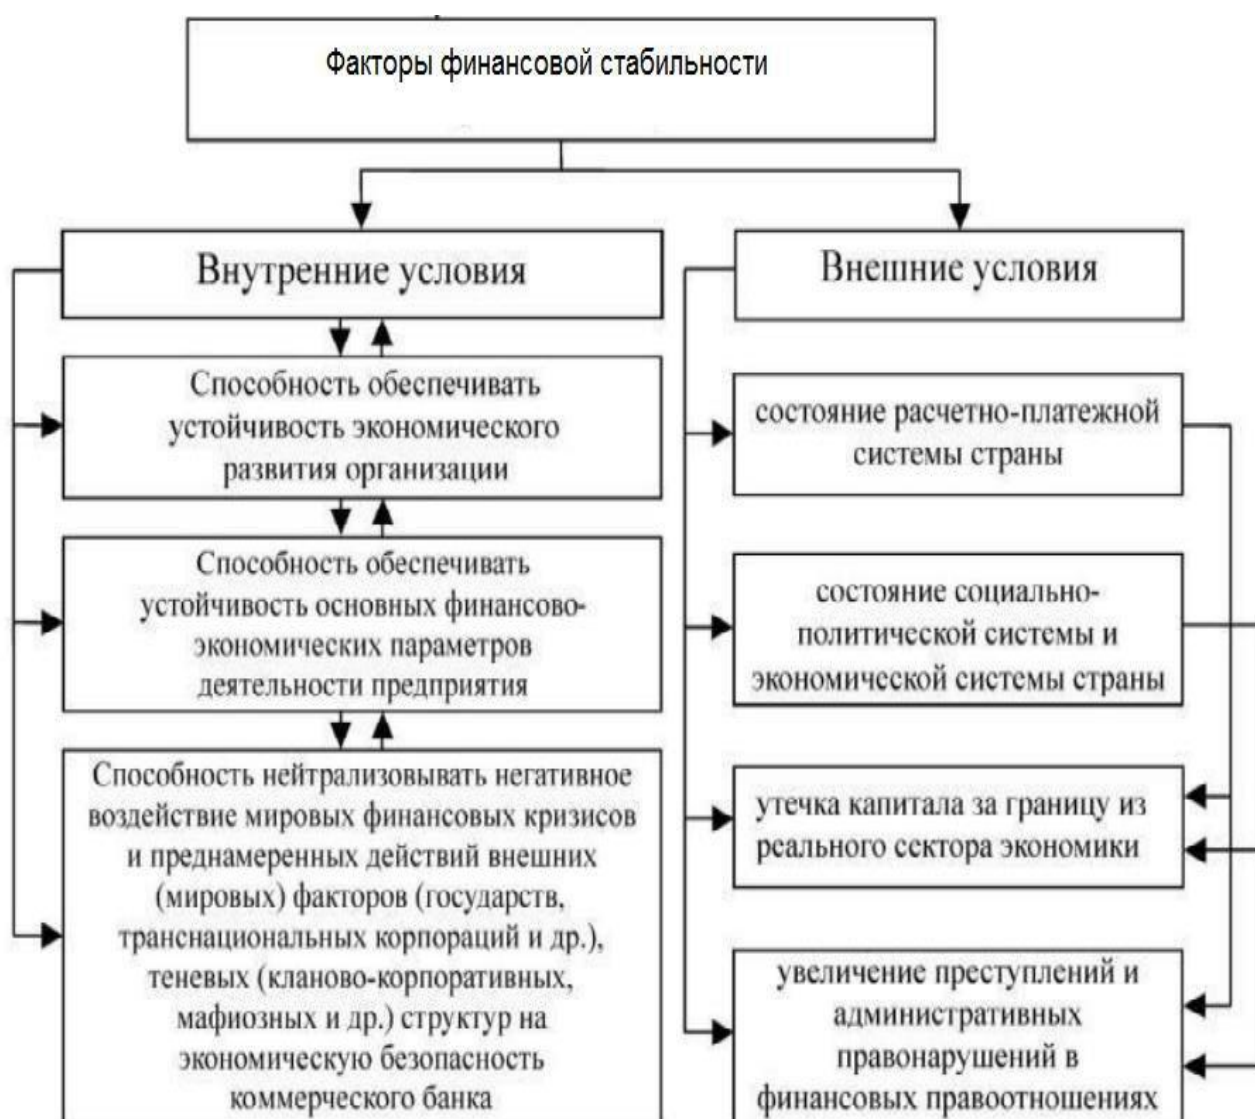 Факторы финансовой стабильности
Внутренние условия
Способность обеспечивать
устойчивость экономического
развития организации
Способность обеспечивать
устойчивость основных финансово-
экономических параметров
деятельности предприятия
Способность нейтрализовывать негативное
воздействие мировых финансовых кризисов
и преднамеренных действий внешних
(мировых) факторов (государств,
транснациональных корпораций и др.),
теневых (кланово-корпоративных,
мафиозных и др.) структур на
экономическую безопасность
коммерческого банка
Внешние условия
состояние расчетно-платежной
системы страны
состояние социально-
политической системы и
экономической системы страны
утечка капитала за границу из
реального сектора экономики
увеличение преступлений и
административных
правонарушений в
финансовых правоотношениях